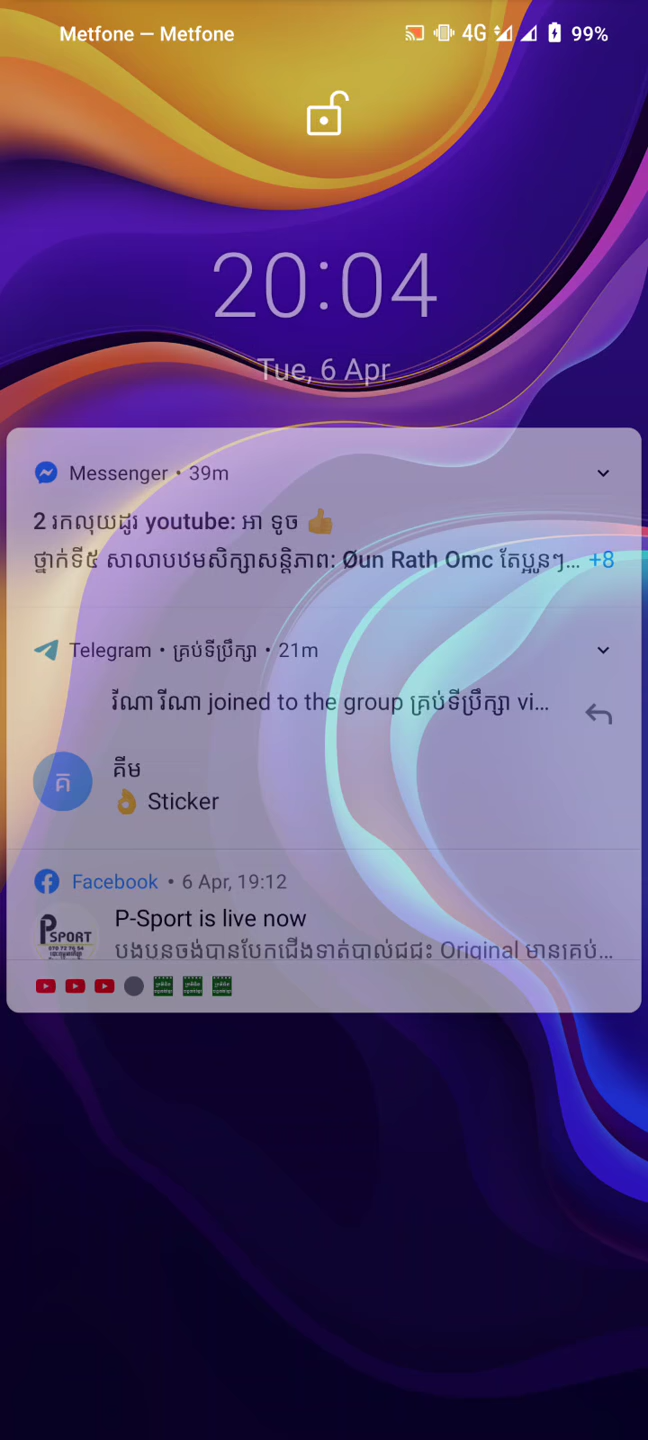 Metfone — Metfone 4G 99%
20:04
Tue, 6 Apr
Messenger • 39m
2 រកលុយដុរ youtube: អា ទូច 👍
ថ្នាក់ទី៥ សាលាបឋមសិក្សាសន្តិភាព: Øun Rath Omc តែប្អូនៗ... +8
Telegram • គ្រប់ទីប្រឹក្សា • 21m
រីណា រីណា joined to the group គ្រប់ទីប្រឹក្សា vi...
គ
គីម
👌 Sticker
Facebook • 6 Apr, 19:12
P-Sport is live now
P SPORT
បងបូនចង់បានបែកជើងទាត់បាល់ជជះ Original មានគ្រប់...